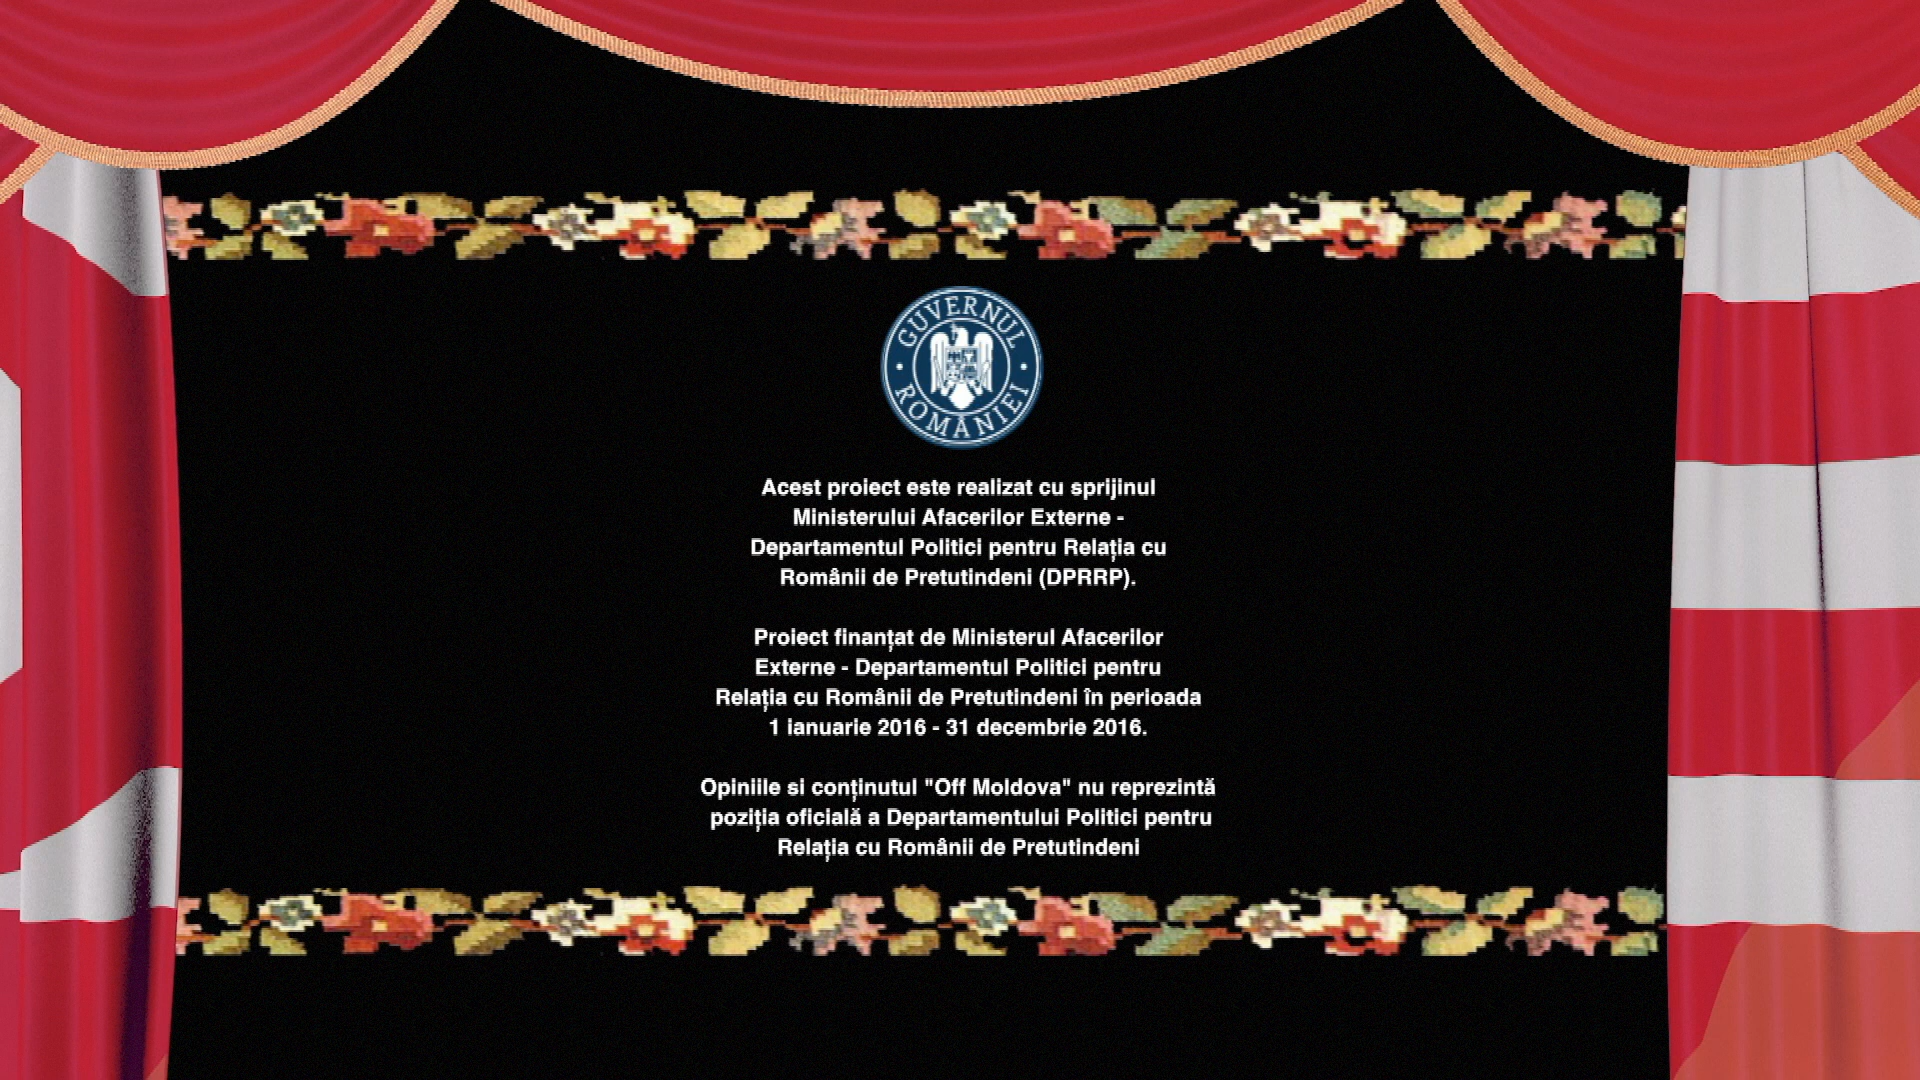 GUVERNUL
ROMÂNIEI
Acest proiect este realizat cu sprijinul
Ministerului Afacerilor Externe -
Departamentul Politici pentru Relația cu
Românii de Pretutindeni (DPRRP).
Proiect finanțat de Ministerul Afacerilor
Externe - Departamentul Politici pentru
Relația cu Românii de Pretutindeni în perioada
1 ianuarie 2016 - 31 decembrie 2016.
Opiniile si conținutul "Off Moldova" nu reprezintă
poziția oficială a Departamentului Politici pentru
Relația cu Românii de Pretutindeni